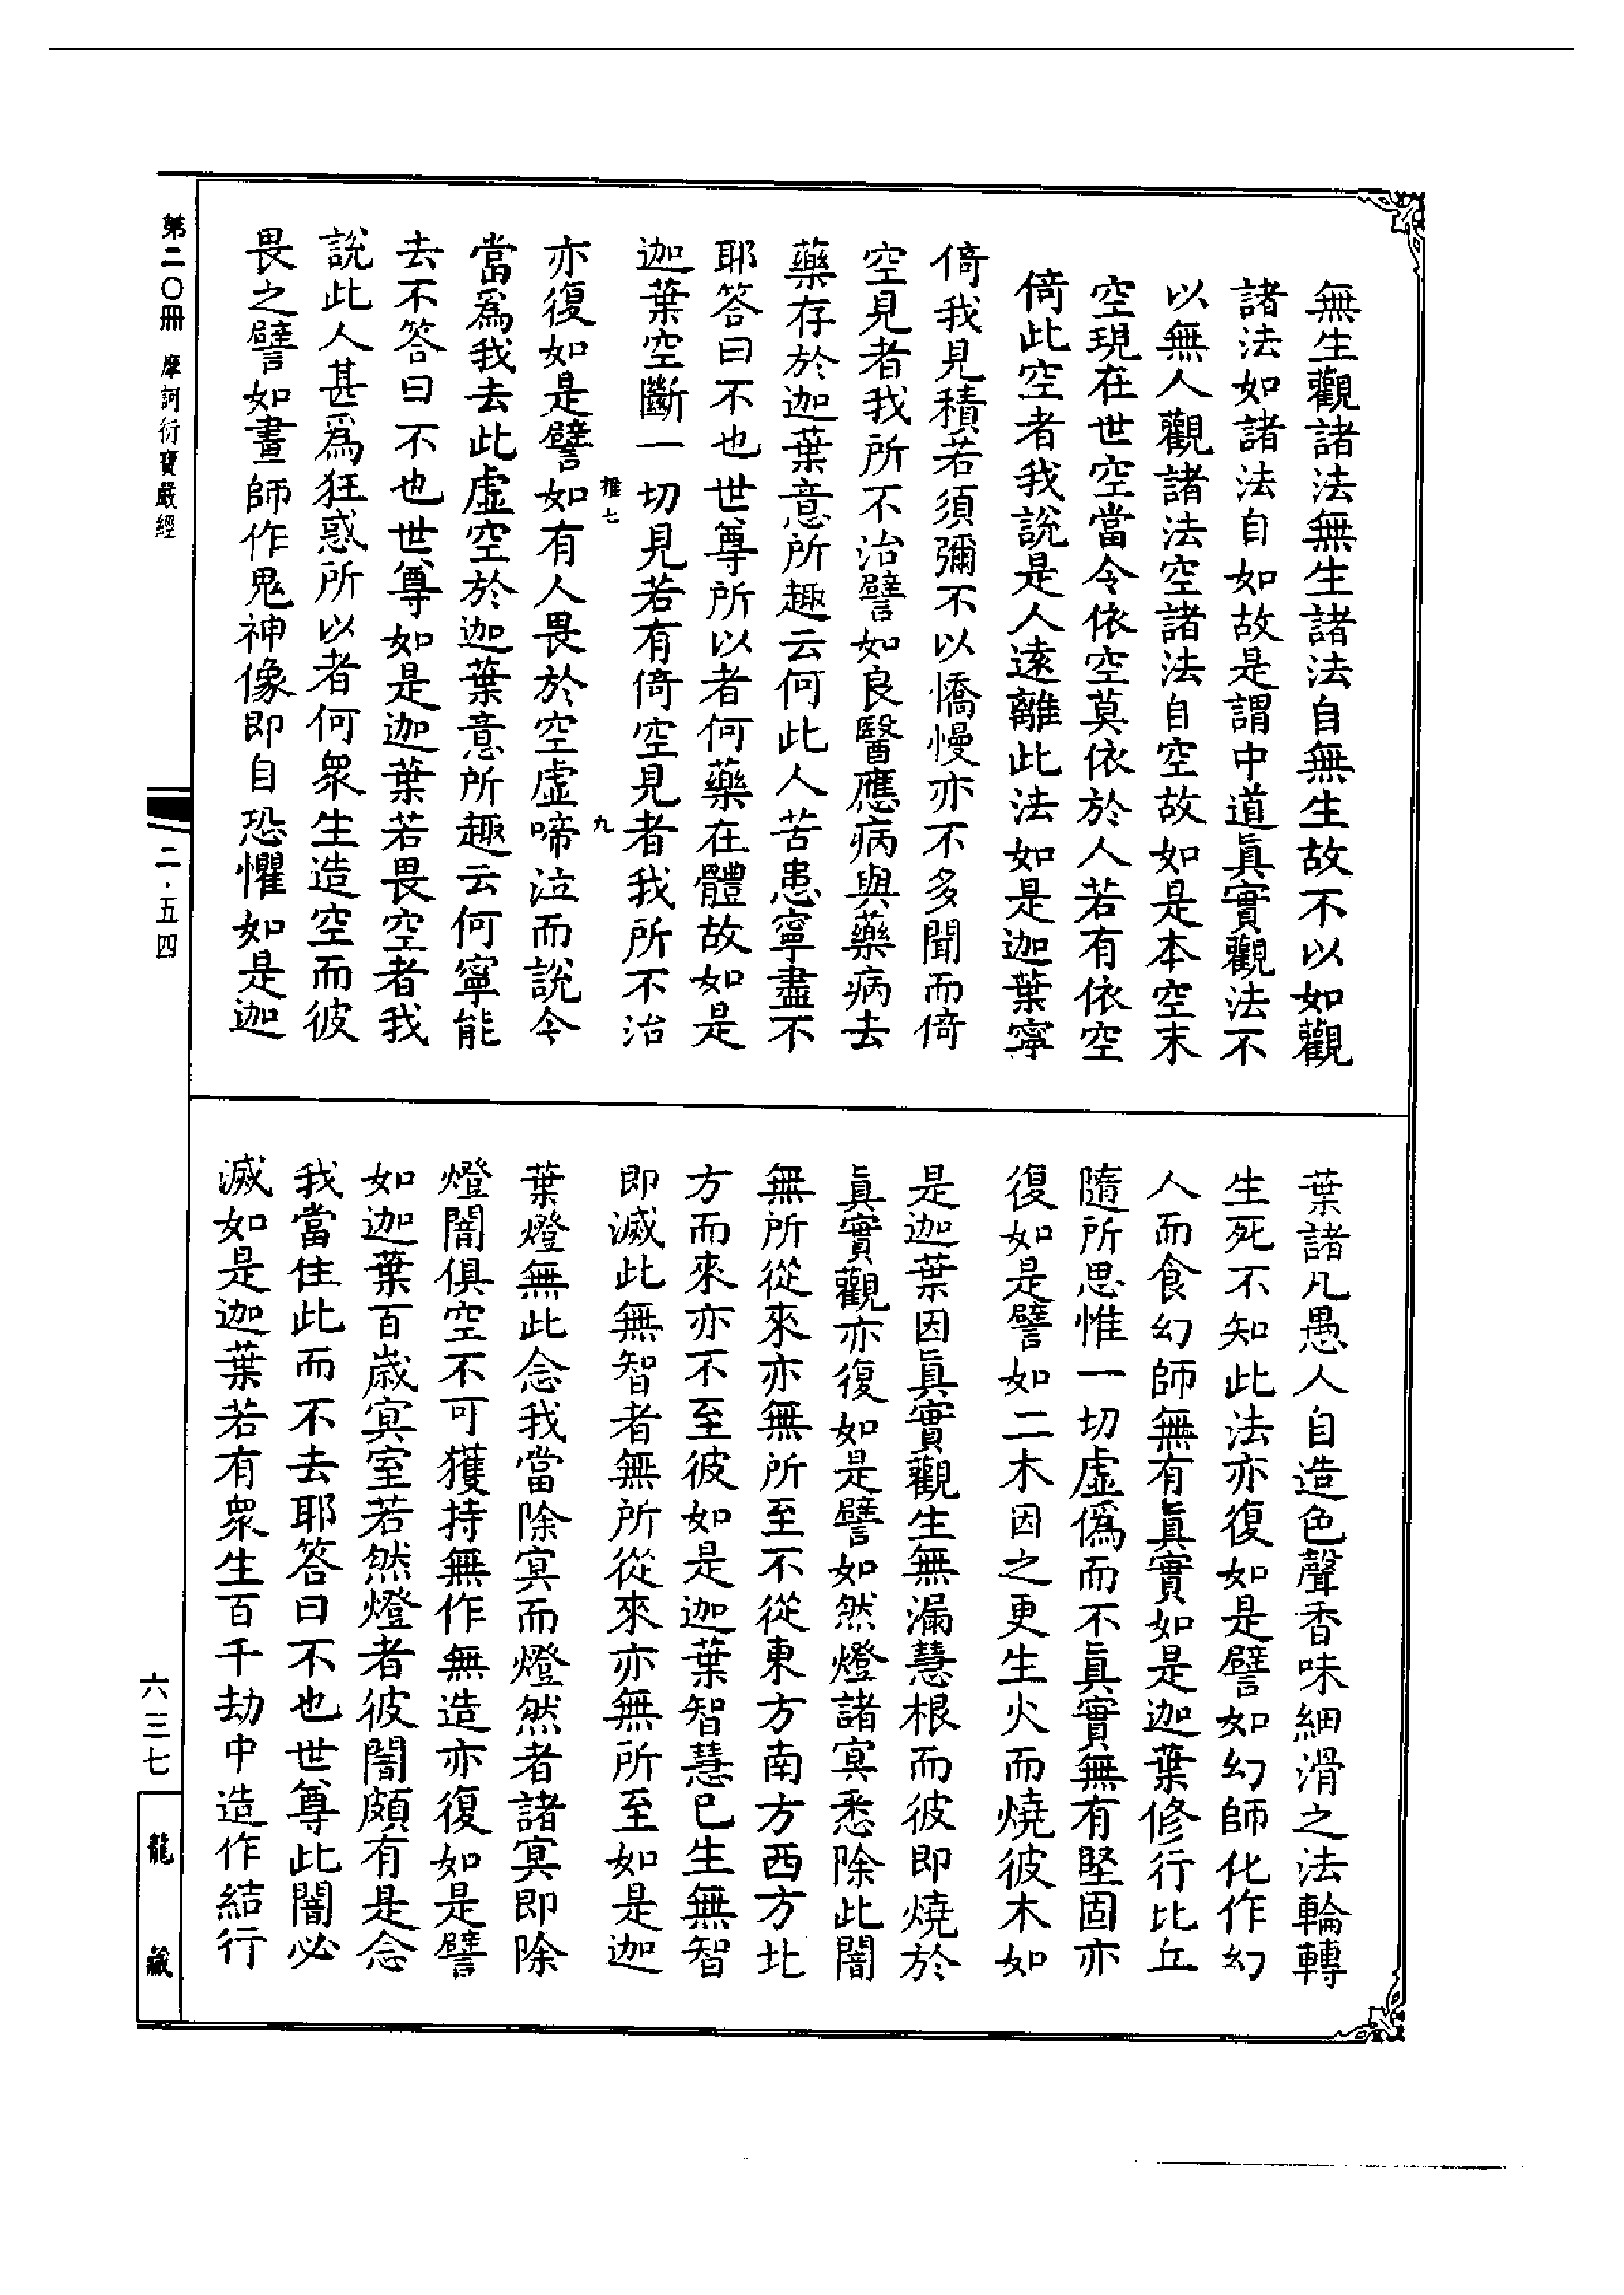 無生觀諸法無生諸法自無生故不以如觀
諸法如諸法自如故是謂中道眞實觀法不
以無人觀諸法空諸法自空故如是本空末
空現在世空當令依空莫依於人若有依空
倚此空者我說是人遠離此法如是迦葉寧
倚我見積若須彌不以憍慢亦不多聞而倚
空見者我所不治譬如良醫應病與藥病去
藥存於迦葉意所趣云何此人苦患寧盡不
耶答曰不也世尊所以者何藥在體故如是
迦葉空斷一切見若有倚空見者我所不治
推七
九
亦復如是譬如有人畏於空虛啼泣而說令
當爲我去此虛空於迦葉意所趣云何寧能
去不答曰不也世尊如是迦葉若畏空者我
說此人甚爲狂惑所以者何眾生造空而彼
畏之譬如畫師作鬼神像即自恐懼如是迦
葉諸凡愚人自造色聲香味細滑之法輪轉
生死不知此法亦復如是譬如幻師化作幻
人而食幻師無有眞實如是迦葉修行比丘
隨所思惟一切虛偽而不眞實無有堅固亦
復如是譬如二木因之更生火而燒彼木如
是迦葉因眞實觀生無漏慧根而彼即燒於
眞實觀亦復如是譬如然燈諸㝠悉除此闇
無所從來亦無所至不從東方南方西方北
方而來亦不至彼如是迦葉智慧已生無智
即滅此無智者無所從來亦無所至如是迦
葉燈無此念我當除㝠而燈然者諸㝠即除
燈闇俱空不可獲持無作無造亦復如是譬
如迦葉百歲㝠室若然燈者彼闇頗有是念
我當住此而不去耶答曰不也世尊此闇必
滅如是迦葉若有眾生百千劫中造作結行
第二〇冊 摩訶衍寶嚴經
二·五四
六三七
龍藏